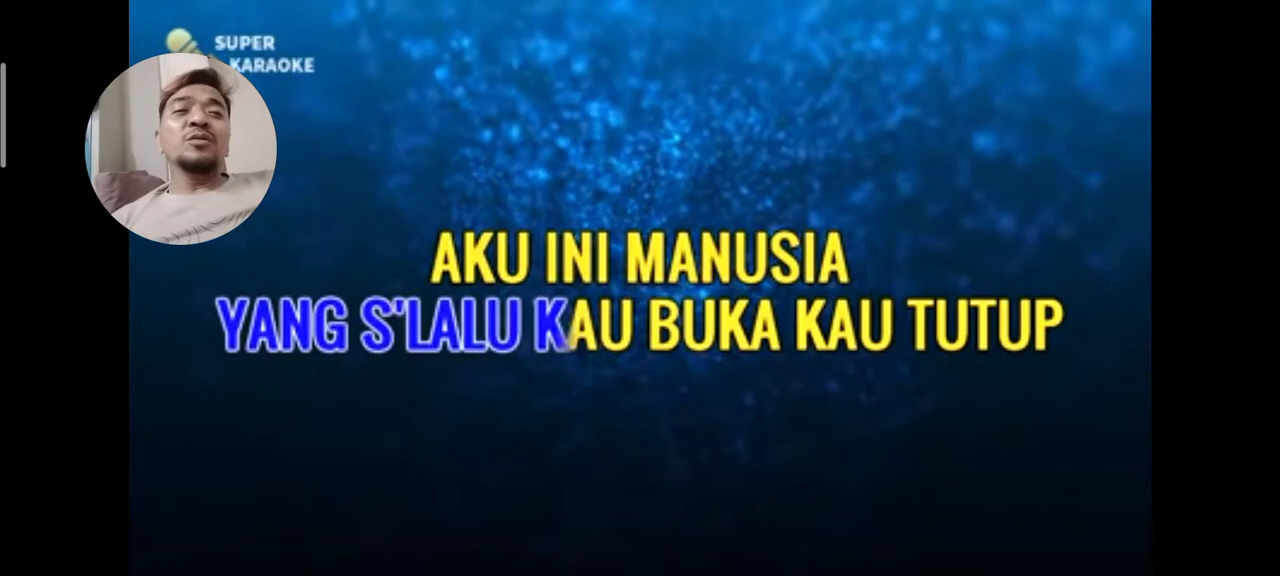 SUPER
KARAOKE
AKU INI MANUSIA
YANG S'LALU KAU BUKA KAU TUTUP